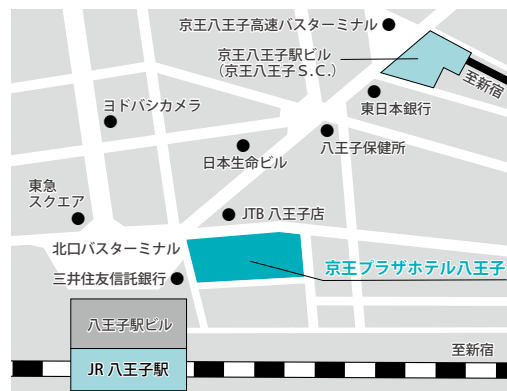 京王八王子高速バスターミナル
京王八王子駅ビル
（京王八王子S.C.）
至新宿
東日本銀行
ヨドバシカメラ
八王子保健所
日本生命ビル
東急
スクエア
JTB 八王子店
北口バスターミナル
京王プラザホテル八王子
三井住友信託銀行
八王子駅ビル
至新宿
JR 八王子駅